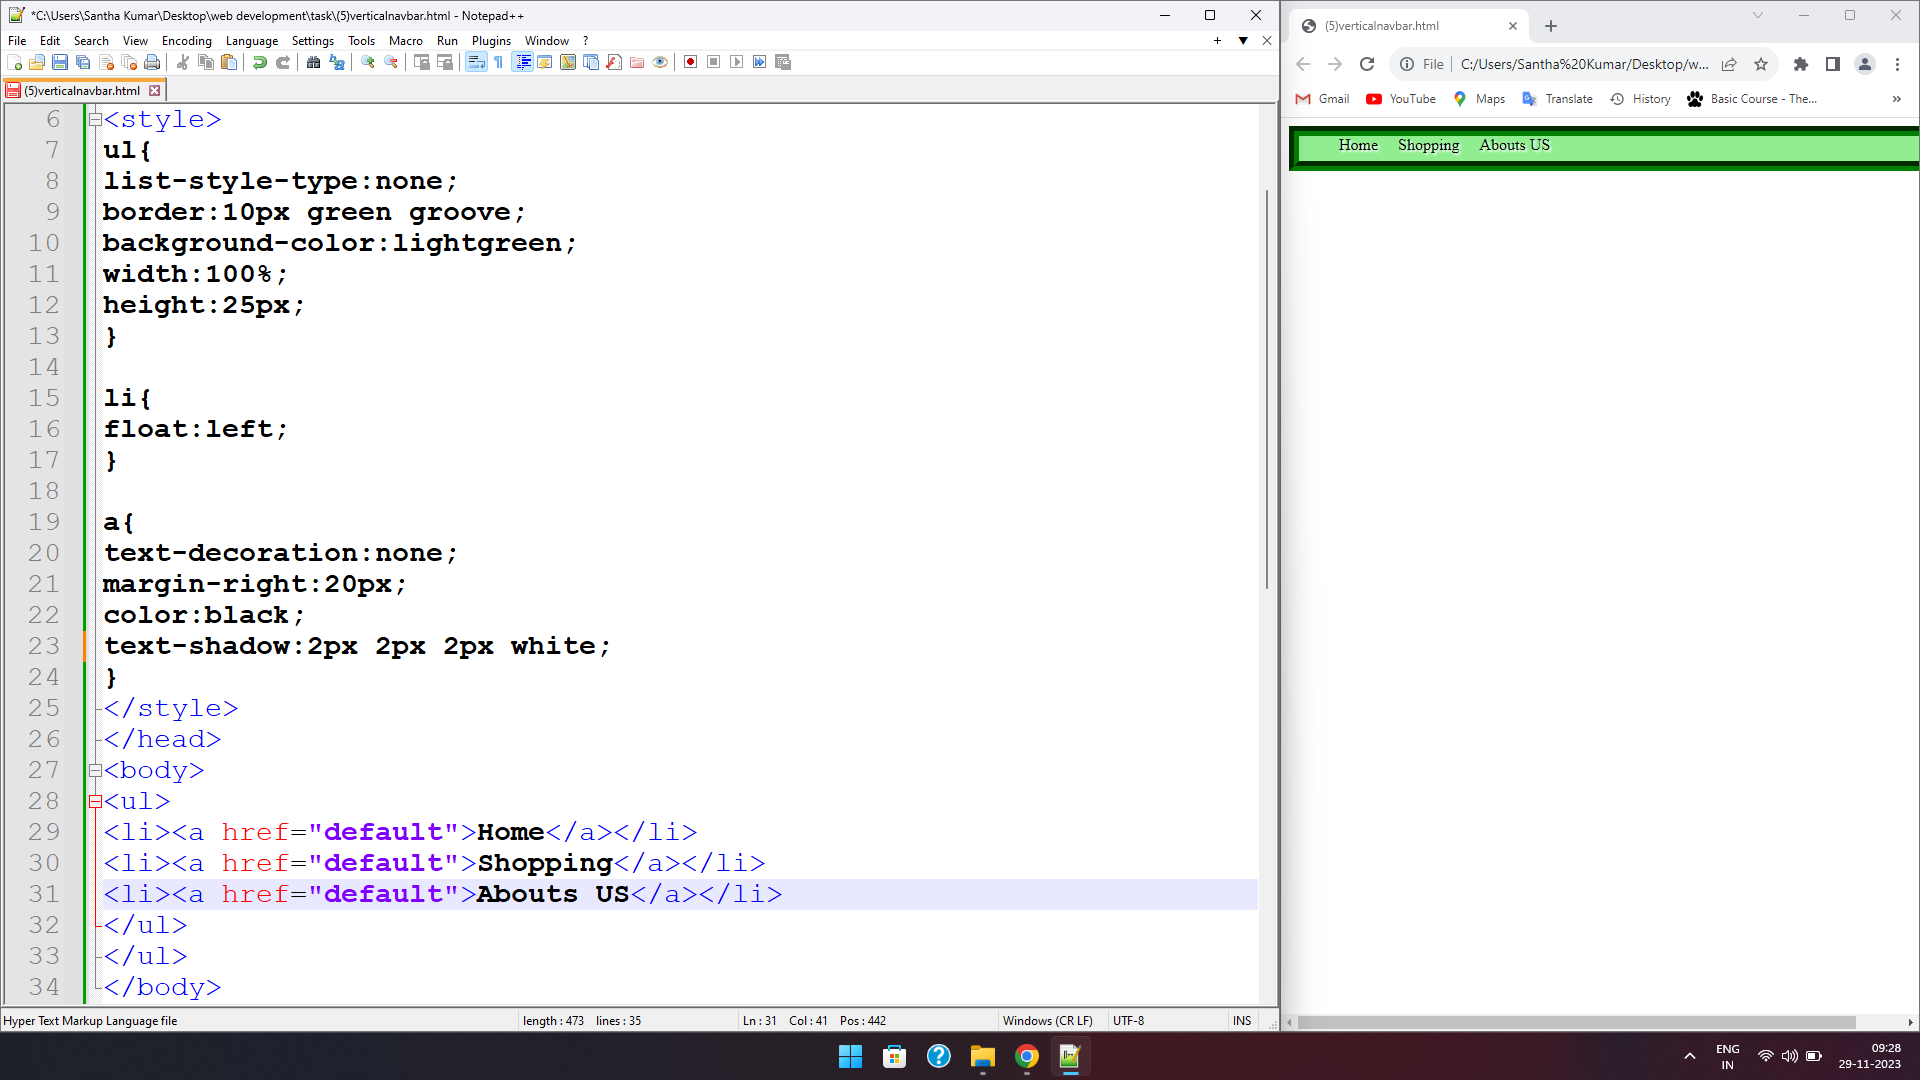 *C:\Users\Santha Kumar\Desktop\web development\task\(5)verticalnavbar.html - Notepad++
File Edit Search View Encoding Language Settings Tools Macro Run Plugins Window ?
(5)verticalnavbar.html
6 <style>
7 ul{
8 list-style-type:none;
9 border:10px green groove;
10 background-color:lightgreen;
11 width:100%;
12 height:25px;
13 }
14
15 li{
16 float:left;
17 }
18
19 a{
20 text-decoration:none;
21 margin-right:20px;
22 color:black;
23 text-shadow:2px 2px 2px white;
24 }
25 </style>
26 </head>
27 <body>
28 <ul>
29 <li><a href="default">Home</a></li>
30 <li><a href="default">Shopping</a></li>
31 <li><a href="default">Abouts US</a></li>
32 </ul>
33 </ul>
34 </body>
Hyper Text Markup Language file length : 473 lines : 35 Ln : 31 Col : 41 Pos : 442 Windows (CR LF) UTF-8 INS
(5)verticalnavbar.html
File C:/Users/Santha%20Kumar/Desktop/w...
Gmail YouTube Maps Translate History Basic Course - The... »
Home Shopping Abouts US
ENG
IN
09:28
29-11-2023